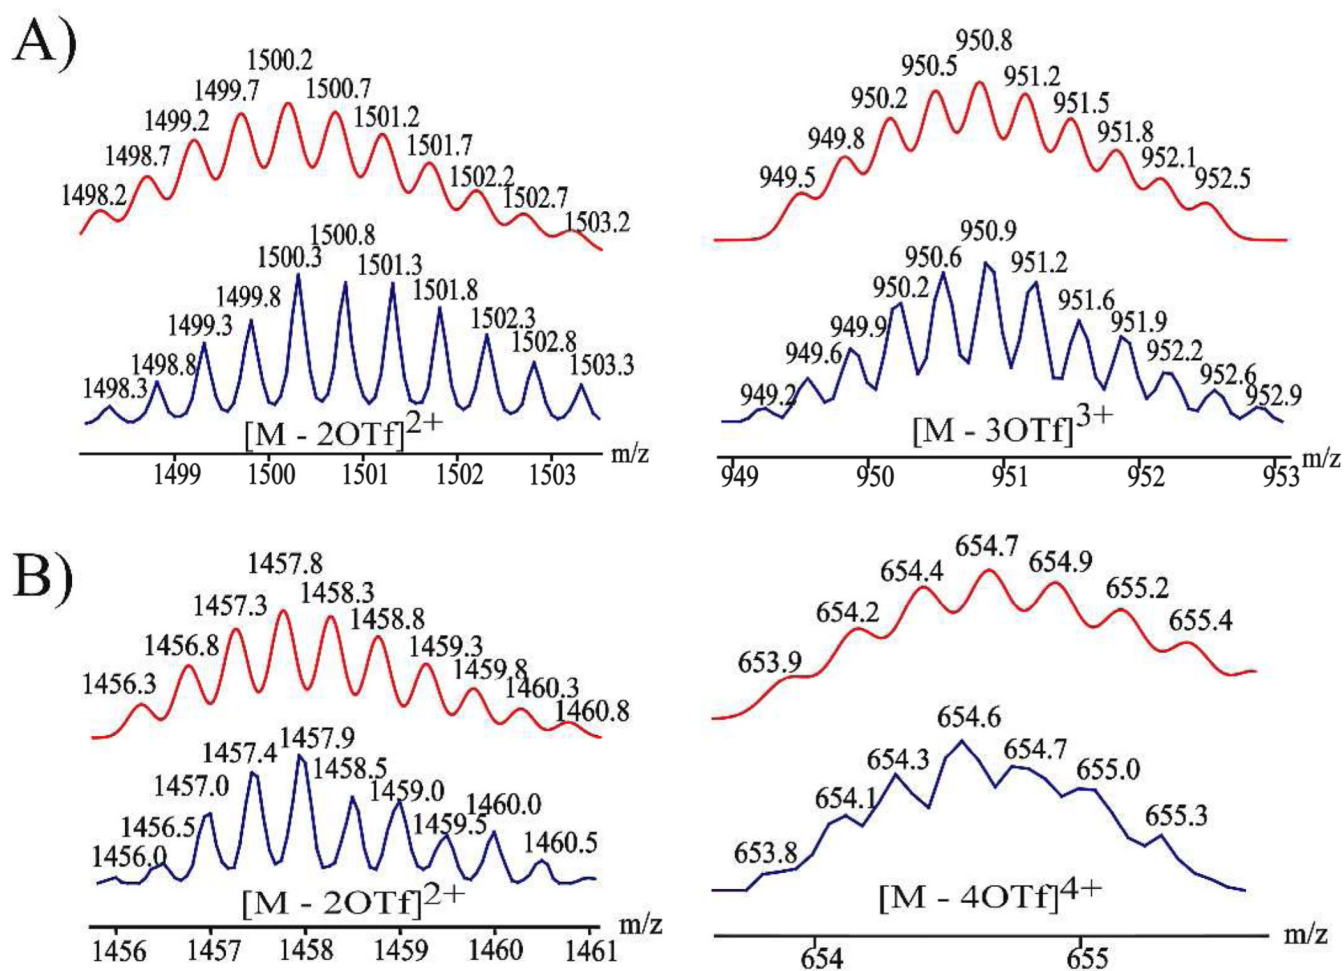 A)
1498.2 1498.7 1499.2 1499.7 1500.2 1500.7 1501.2 1501.7 1502.2 1502.7 1503.2
1498.3 1498.8 1499.3 1499.8 1500.3 1500.8 1501.3 1501.8 1502.3 1502.8 1503.3
[M - 2OTf]2+
m/z
1499 1500 1501 1502 1503
949.5 949.8 950.2 950.5 950.8 951.2 951.5 951.8 952.1 952.5
949.2 949.6 949.9 950.2 950.6 950.9 951.2 951.6 951.9 952.2 952.6 952.9
[M - 3OTf]3+
m/z
949 950 951 952 953
B)
1456.3 1456.8 1457.3 1457.8 1458.3 1458.8 1459.3 1459.8 1460.3 1460.8
1456.0 1456.5 1457.0 1457.4 1457.9 1458.5 1459.0 1459.5 1460.0 1460.5
[M - 2OTf]2+
m/z
1456 1457 1458 1459 1460 1461
653.9 654.2 654.4 654.7 654.9 655.2 655.4
653.8 654.1 654.3 654.6 654.7 655.0 655.3
[M - 4OTf]4+
m/z
654 655